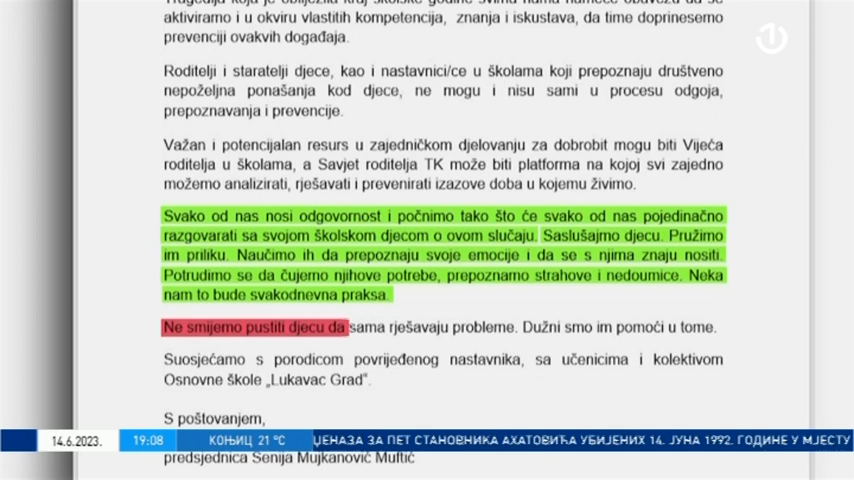 Tragediju koja je obilježila kraj školske godine svima nama nameće obavezu da se
aktiviramo i u okviru vlastitih kompetencija, znanja i iskustava, da time doprinesemo
prevenciji ovakvih događaja.
Roditelji i staratelji djece, kao i nastavnici/ce u školama koji prepoznaju društveno
nepoželjna ponašanja kod djece, ne mogu i nisu sami u procesu odgoja,
prepoznavanja i prevencije.
Važan i potencijalan resurs u zajedničkom djelovanju za dobrobit mogu biti Vijeća
roditelja u školama, a Savjet roditelja TK može biti platforma na kojoj svi zajedno
možemo analizirati, rješavati i prevenirati izazove doba u kojemu živimo.
Svako od nas nosi odgovornost i počnimo tako što će svako od nas pojedinačno
razgovarati sa svojom školskom djecom o ovom slučaju. Saslušajmo djecu. Pružimo
im priliku. Naučimo ih da prepoznaju svoje emocije i da se s njima znaju nositi.
Potrudimo se da čujemo njihove potrebe, prepoznamo strahove i nedoumice. Neka
nam to bude svakodnevna praksa.
Ne smijemo pustiti djecu da sama rješavaju probleme. Dužni smo im pomoći u tome.
Suosjećamo s porodicom povrijeđenog nastavnika, sa učenicima i kolektivom
Osnovne škole „Lukavac Grad“.
S poštovanjem,
14.6.2023. 19:08 КОЊИЦ 21 °C ЏЕНАЗА ЗА ПЕТ СТАНОВНИКА АХАТОВИЋА УБИЈЕНИХ 14. ЈУНА 1992. ГОДИНЕ У МЈЕСТУ
predsjednica Senija Mujkanović Muftić